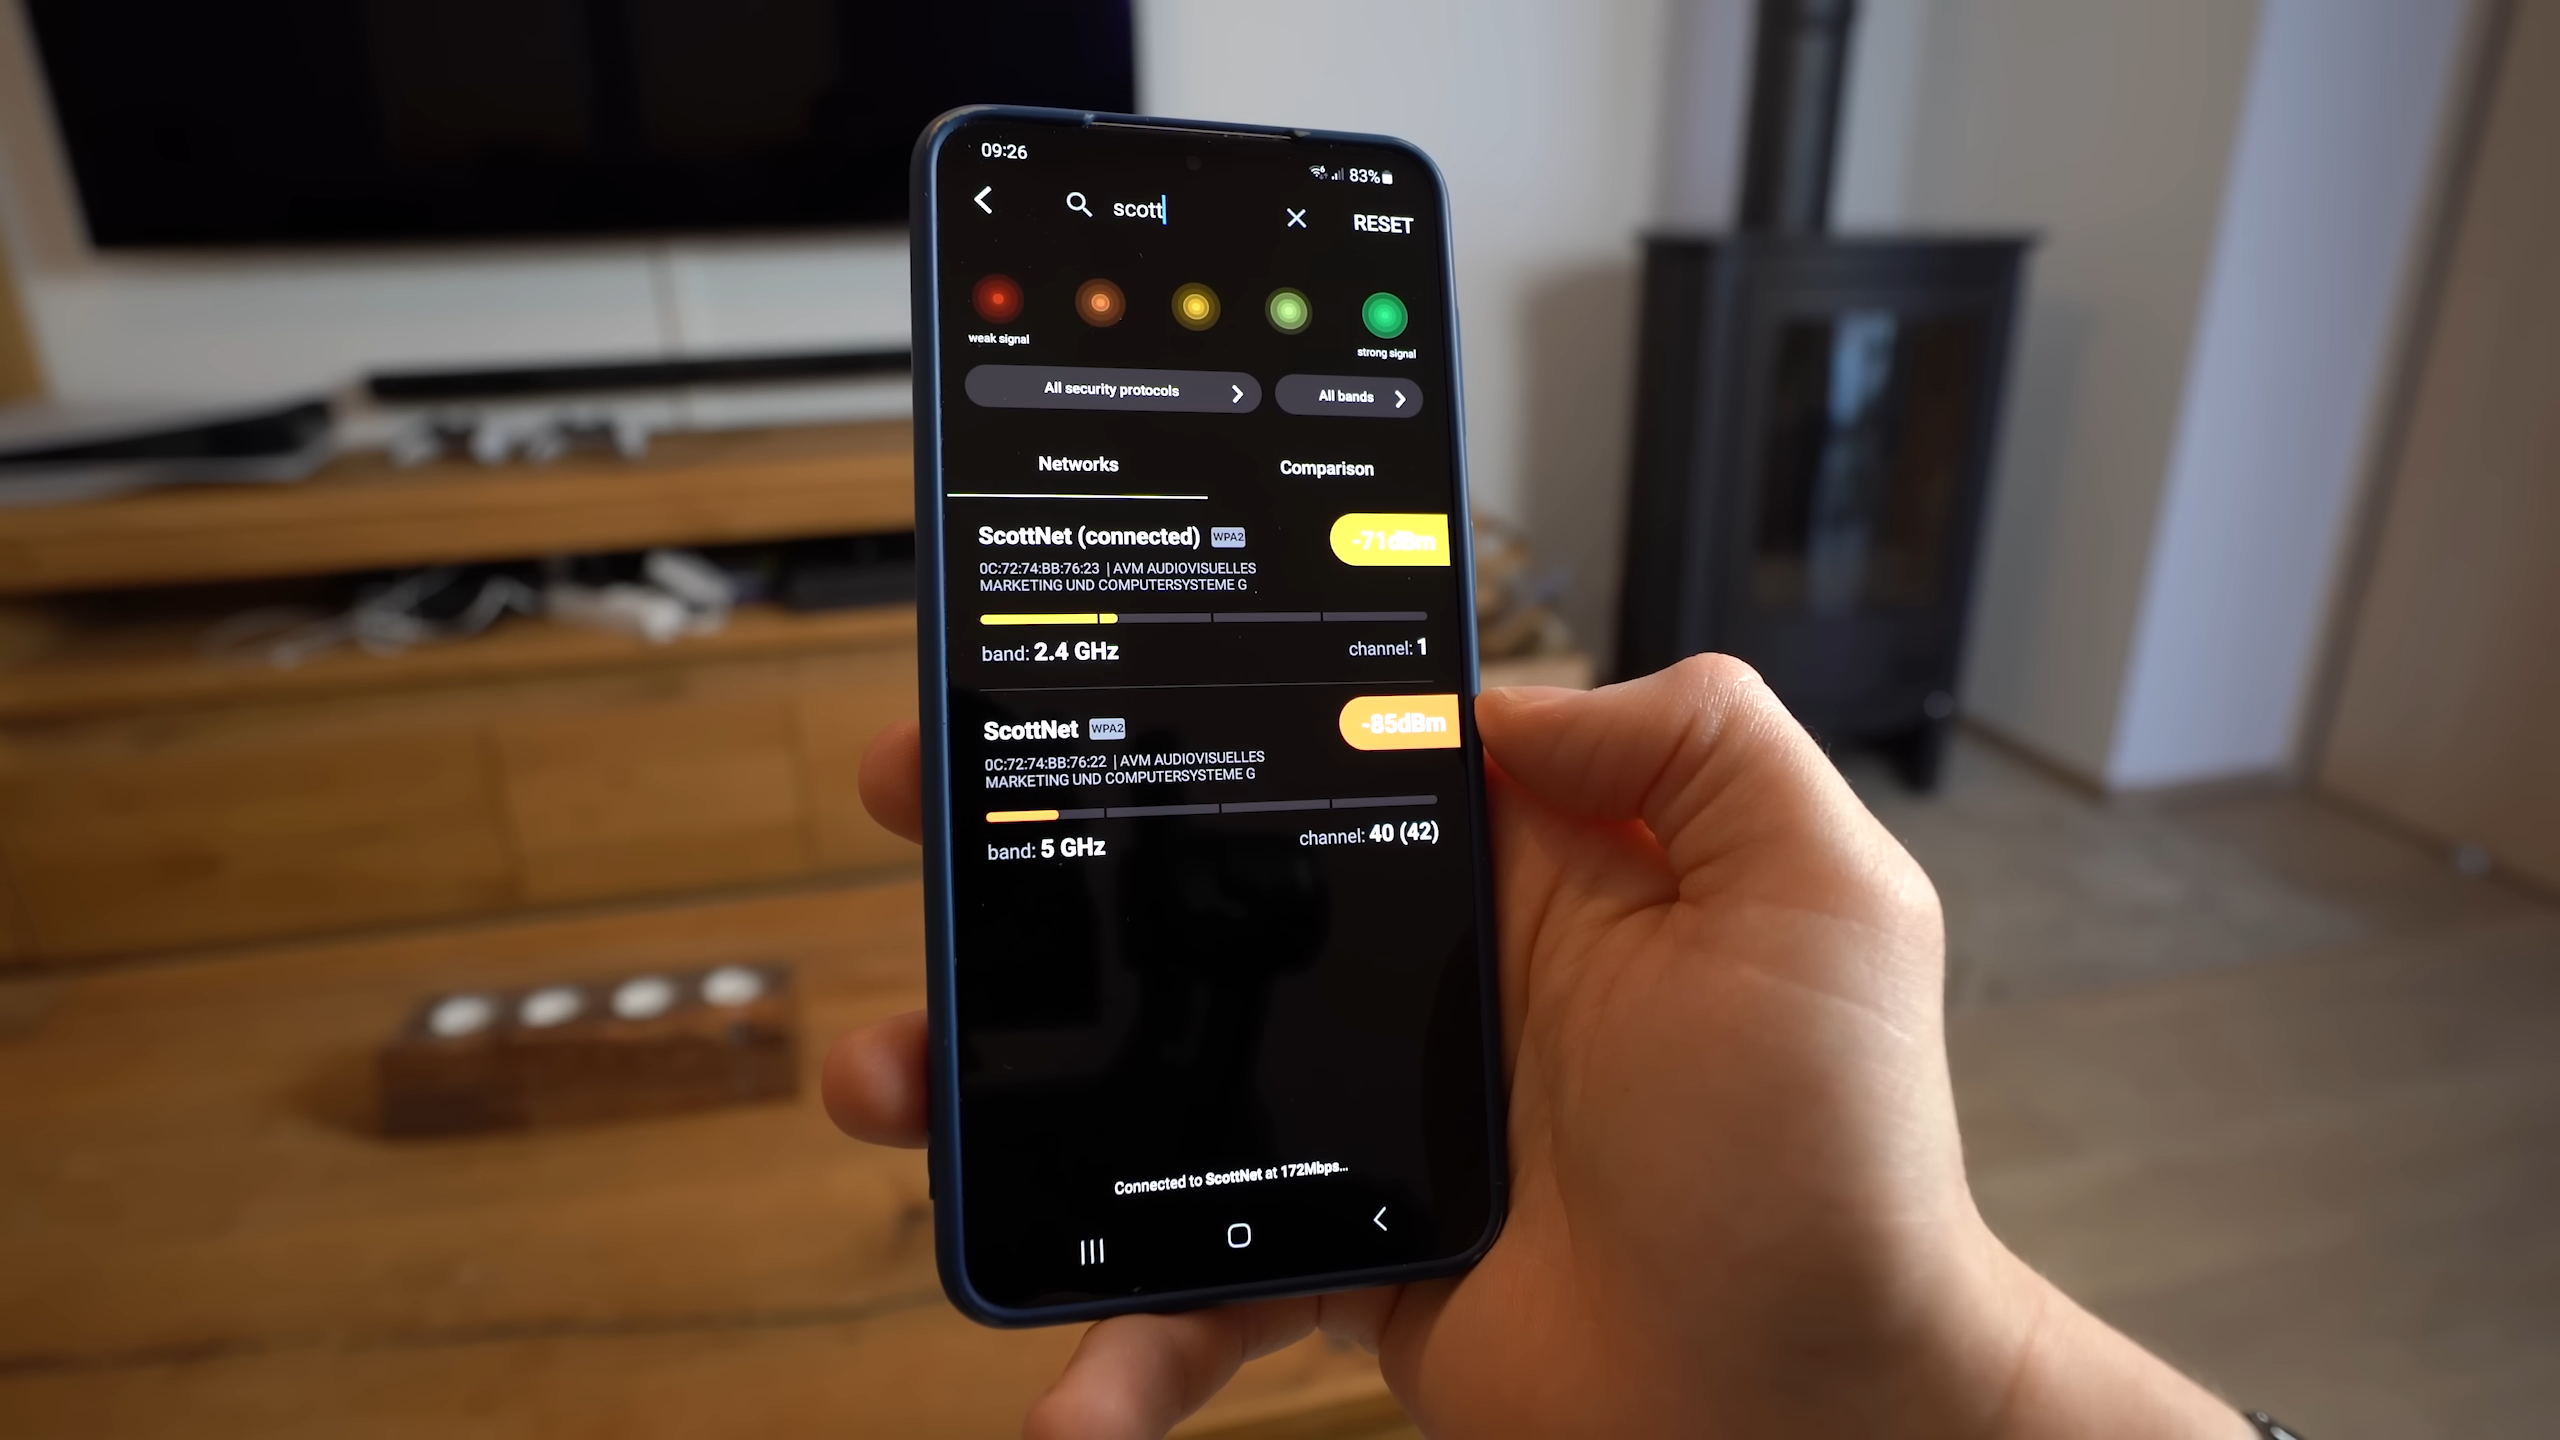 09:26
83%
scott
RESET
weak signal
strong signal
All security protocols
All bands
Networks
Comparison
ScottNet (connected) WPA2
-71dBm
0C:72:74:BB:76:23 | AVM AUDIOVISUELLES
MARKETING UND COMPUTERSYSTEME G
band: 2.4 GHz
channel: 1
ScottNet WPA2
-85dBm
0C:72:74:BB:76:22 | AVM AUDIOVISUELLES
MARKETING UND COMPUTERSYSTEME G
band: 5 GHz
channel: 40 (42)
Connected to ScottNet at 172Mbps...